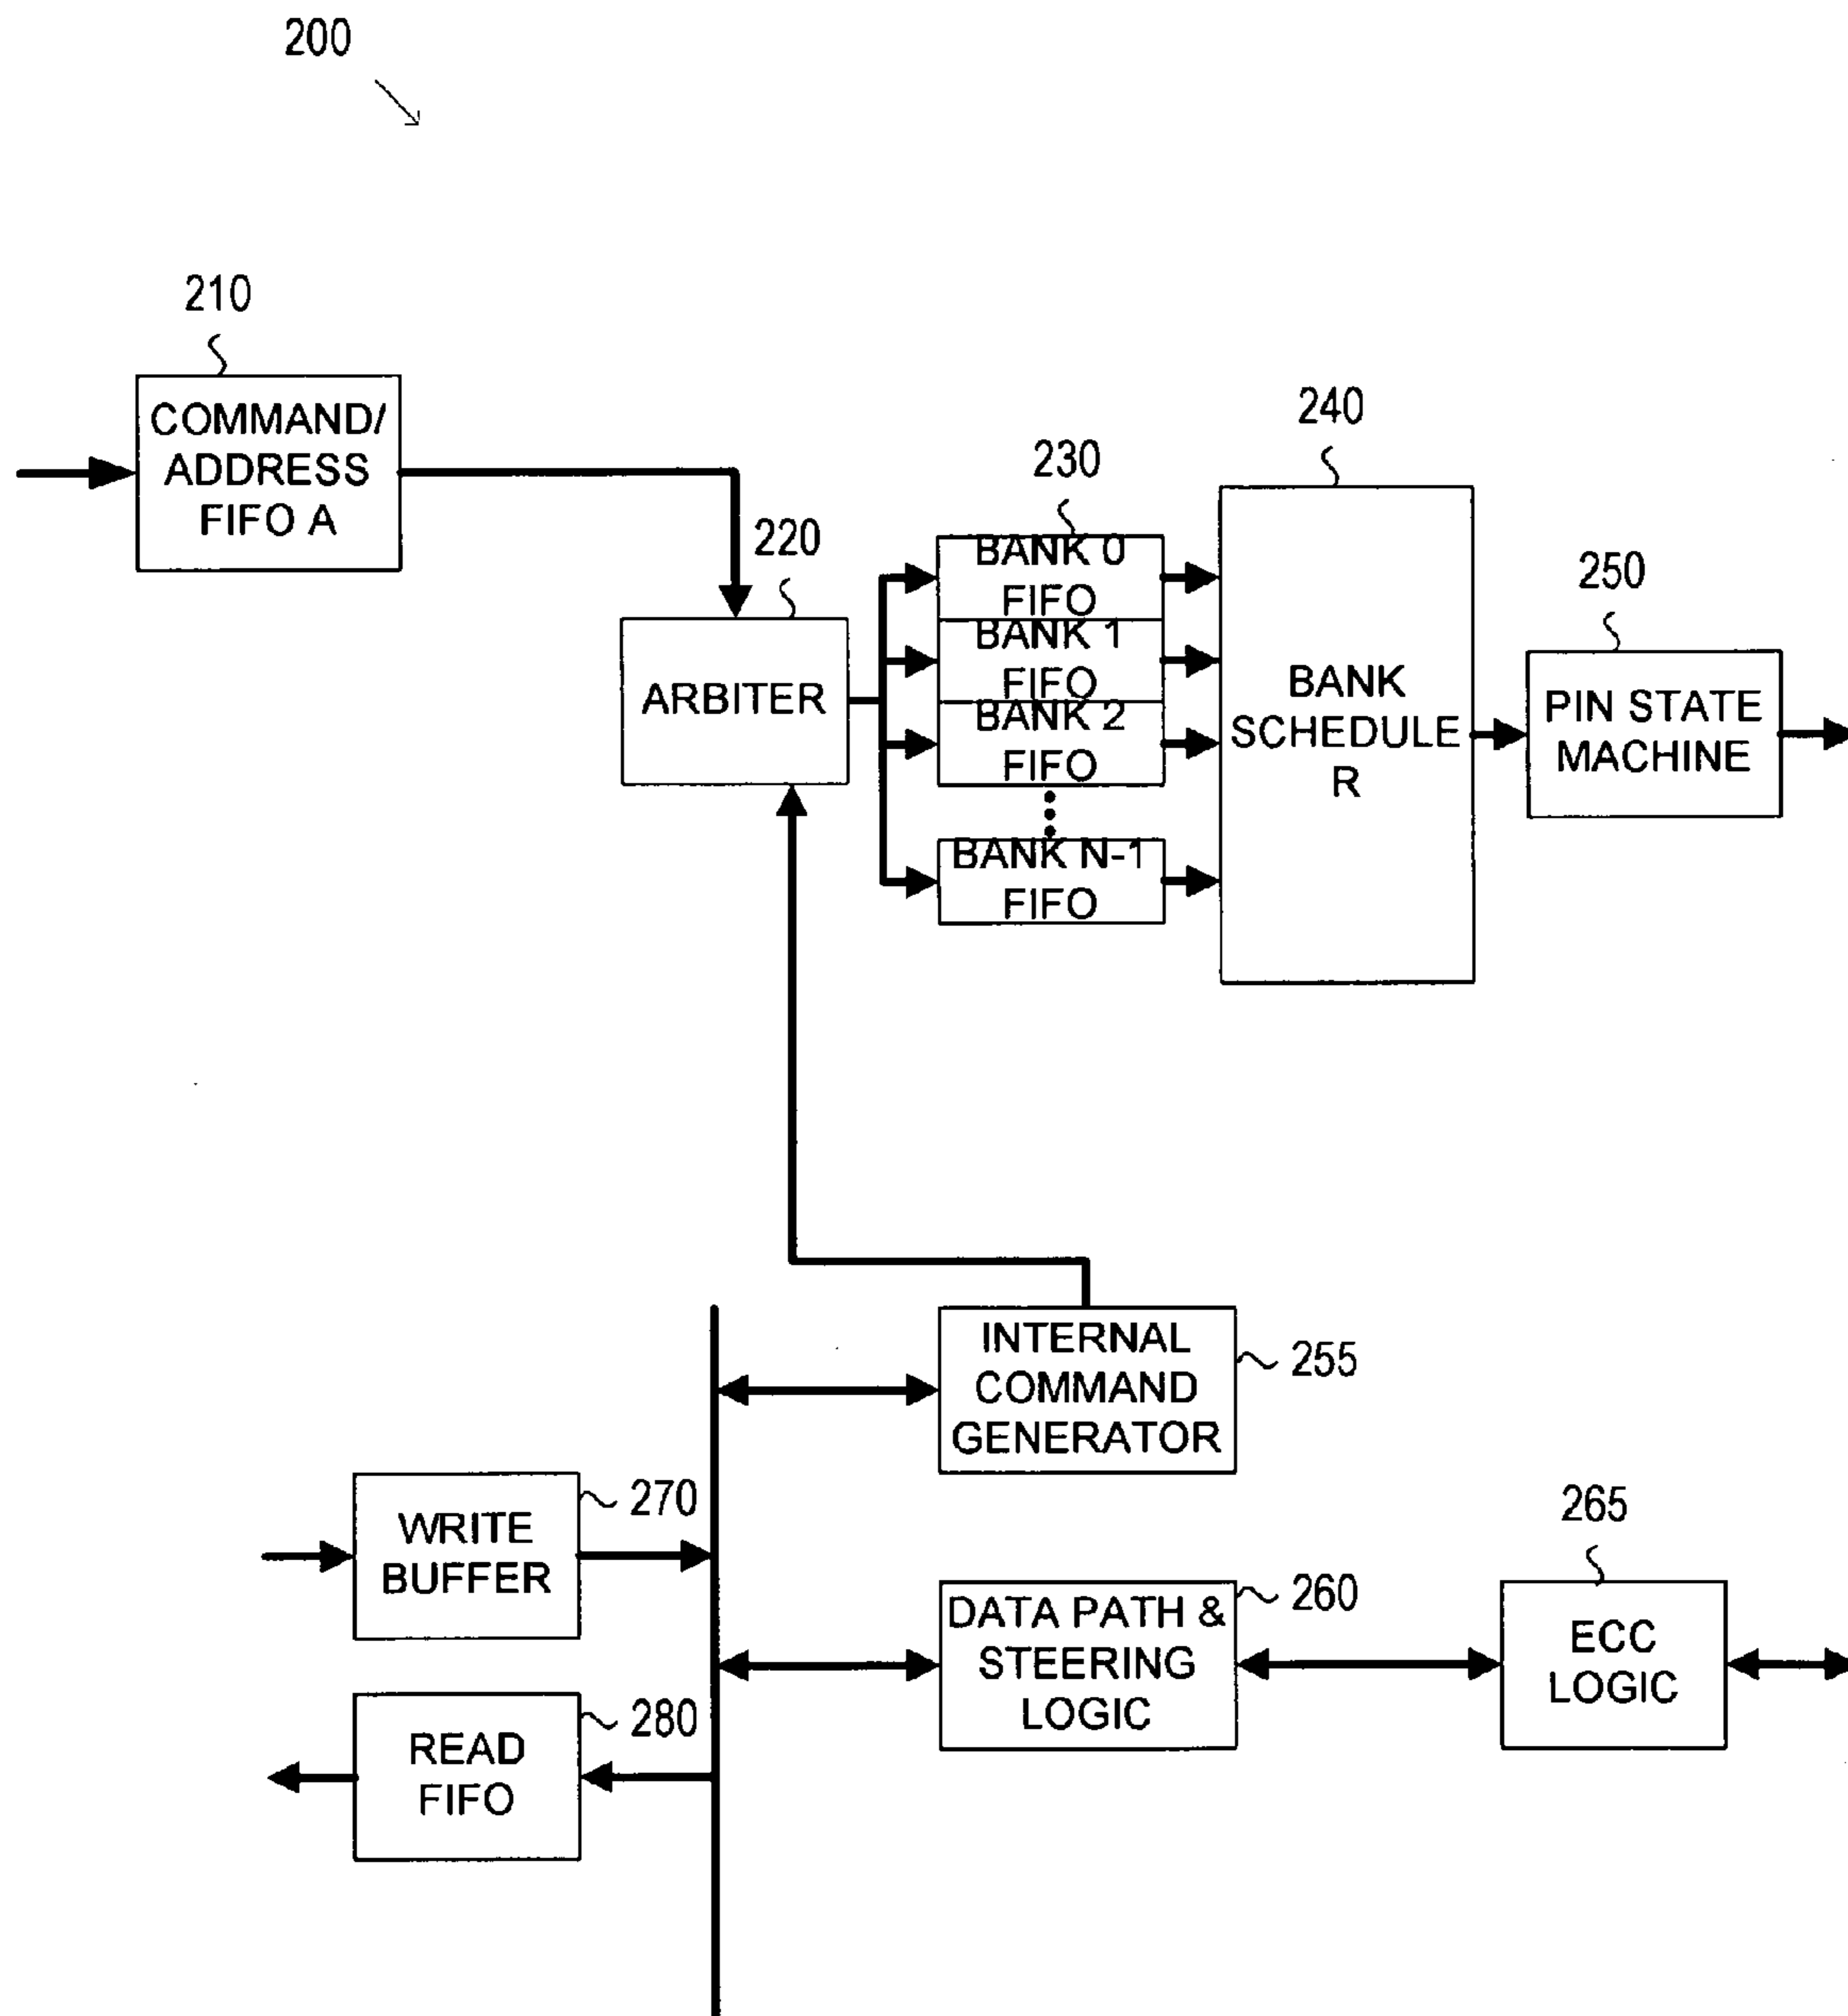 200
210
COMMAND/
ADDRESS
FIFO A
220
ARBITER
230
BANK 0
FIFO
BANK 1
FIFO
BANK 2
FIFO
BANK N-1
FIFO
240
BANK
SCHEDULE
R
250
PIN STATE
MACHINE
INTERNAL
COMMAND
GENERATOR
255
WRITE
BUFFER
270
DATA PATH &
STEERING
LOGIC
260
265
ECC
LOGIC
READ
FIFO
280